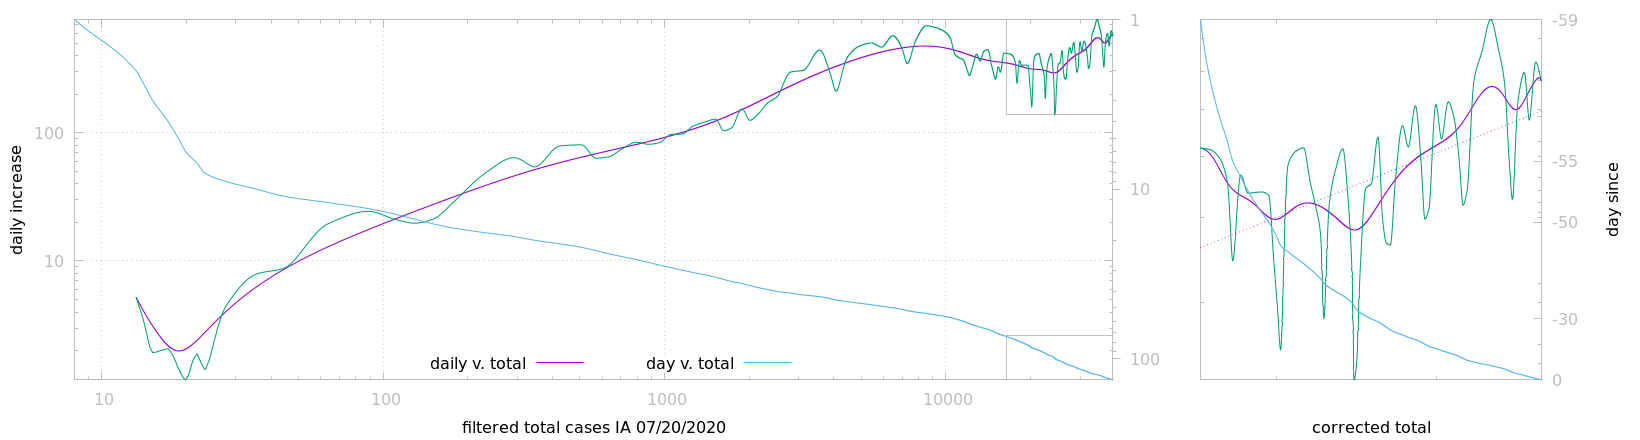 daily increase
100
10
10
100
1000
10000
1
10
100
daily v. total
day v. total
filtered total cases IA 07/20/2020
-59
-55
-50
-30
0
day since
corrected total